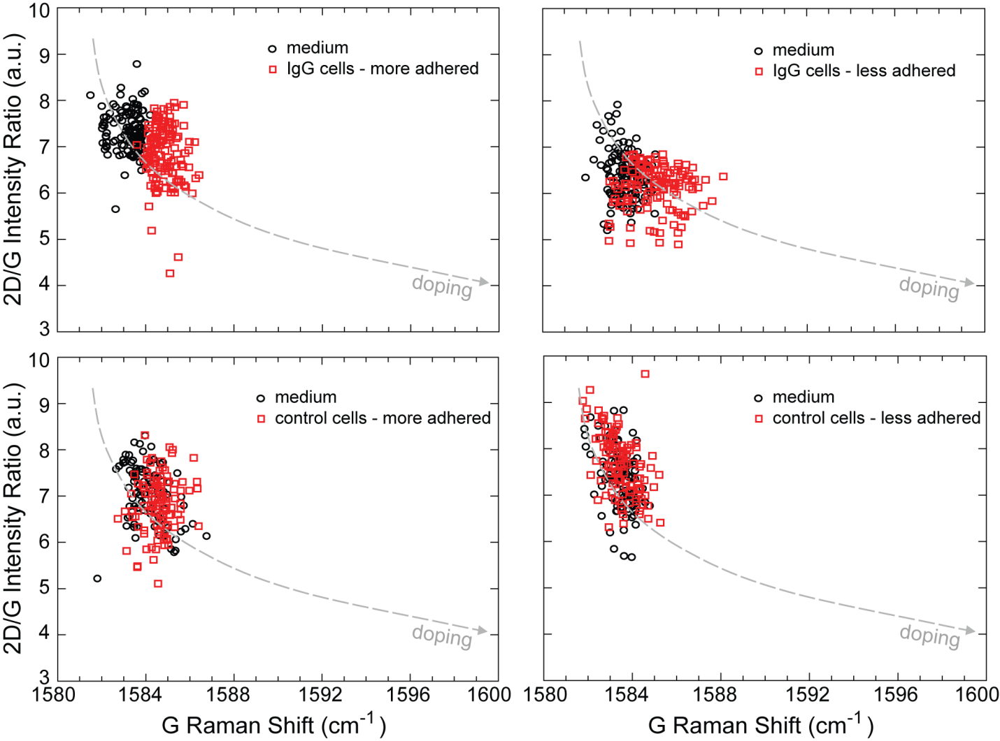 2D/G Intensity Ratio (a.u.)
10
9
8
7
6
5
4
3
medium
IgG cells - more adhered
doping
medium
IgG cells - less adhered
doping
2D/G Intensity Ratio (a.u.)
10
9
8
7
6
5
4
3
medium
control cells - more adhered
doping
1580 1584 1588 1592 1596 1600
G Raman Shift (cm⁻¹)
medium
control cells - less adhered
doping
1580 1584 1588 1592 1596 1600
G Raman Shift (cm⁻¹)